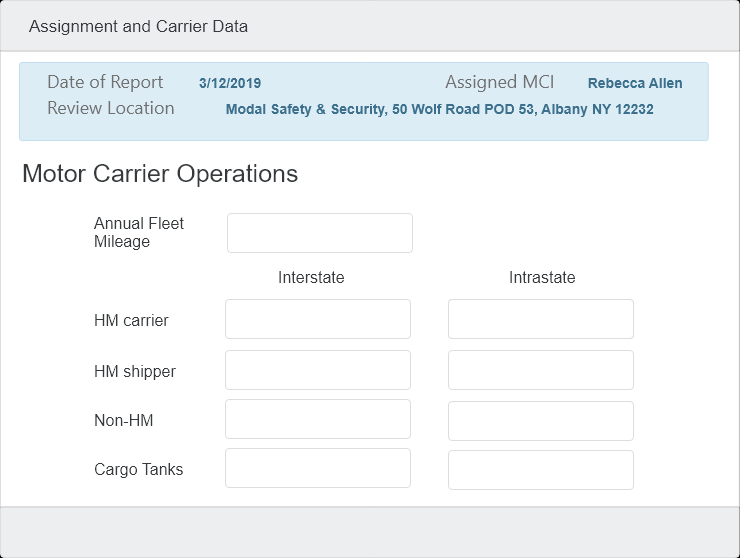 Assignment and Carrier Data
Date of Report 3/12/2019 Assigned MCI Rebecca Allen
Review Location Modal Safety & Security, 50 Wolf Road POD 53, Albany NY 12232
Motor Carrier Operations
Annual Fleet
Mileage
Interstate Intrastate
HM carrier
HM shipper
Non-HM
Cargo Tanks